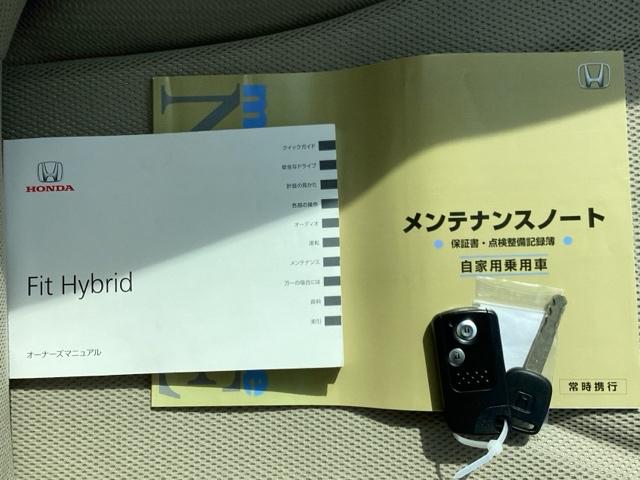 HONDA
Fit Hybrid
オーナーズマニュアル
クイックガイド
安全なドライブ
計器の見かた
各部の操作
オーディオ
運転
メンテナンス
万一の場合には
資料
索引
メンテナンスノート
保証書・点検整備記録簿
自家用乗用車
常時携行